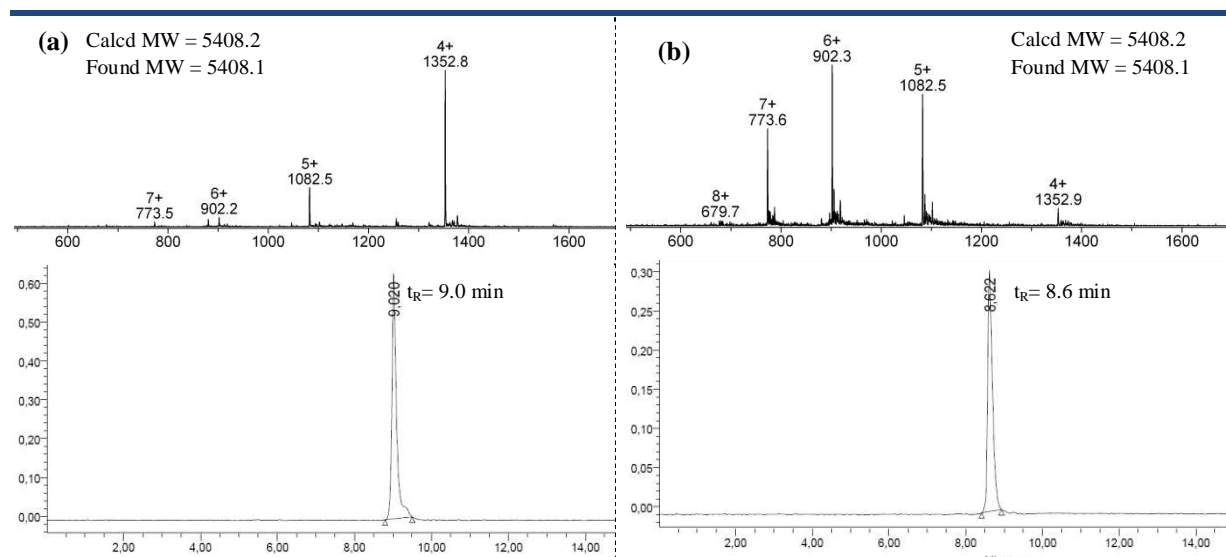 (a)
Calcd MW = 5408.2
Found MW = 5408.1
4+
1352.8
5+
1082.5
6+
902.2
7+
773.5
600 800 1000 1200 1400 1600
9,020
tR= 9.0 min
0,60
0,50
0,40
0,30
0,20
0,10
0,00
2,00 4,00 6,00 8,00 10,00 12,00 14,00
(b)
Calcd MW = 5408.2
Found MW = 5408.1
6+
902.3
5+
1082.5
7+
773.6
4+
1352.9
8+
679.7
600 800 1000 1200 1400 1600
8,622
tR= 8.6 min
0,30
0,25
0,20
0,15
0,10
0,05
0,00
2,00 4,00 6,00 8,00 10,00 12,00 14,00